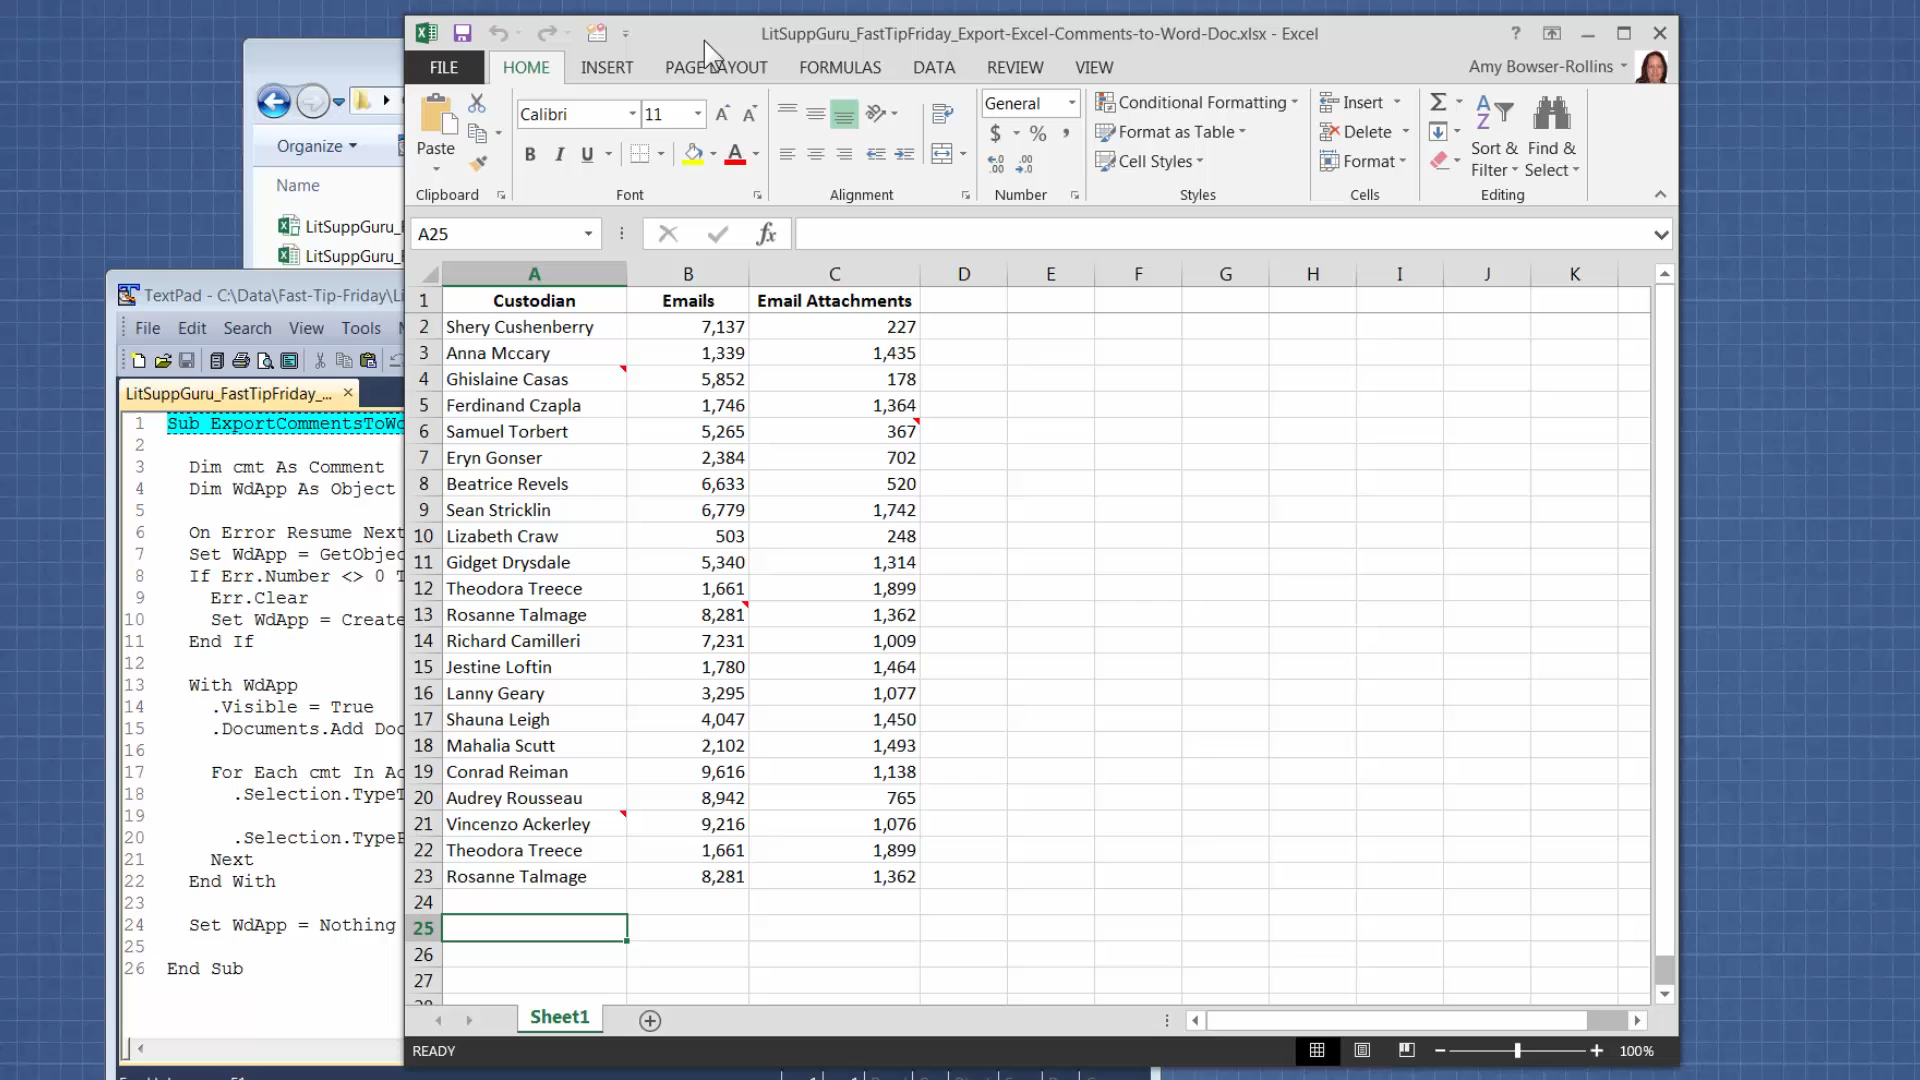 LitSuppGuru_FastTipFriday_Export-Excel-Comments-to-Word-Doc.xlsx - Excel
FILE HOME INSERT PAGE LAYOUT FORMULAS DATA REVIEW VIEW
Amy Bowser-Rollins
Paste
Calibri 11
General
Conditional Formatting
Format as Table
Cell Styles
Insert
Delete
Format
Sort & Filter
Find & Select
Clipboard Font Alignment Number Styles Cells Editing
A25
A B C D E F G H I J K
1 Custodian Emails Email Attachments
2 Shery Cushenberry 7,137 227
3 Anna Mccary 1,339 1,435
4 Ghislaine Casas 5,852 178
5 Ferdinand Czapla 1,746 1,364
6 Samuel Torbert 5,265 367
7 Eryn Gonser 2,384 702
8 Beatrice Revels 6,633 520
9 Sean Stricklin 6,779 1,742
10 Lizabeth Craw 503 248
11 Gidget Drysdale 5,340 1,314
12 Theodora Treece 1,661 1,899
13 Rosanne Talmage 8,281 1,362
14 Richard Camilleri 7,231 1,009
15 Jestine Loftin 1,780 1,464
16 Lanny Geary 3,295 1,077
17 Shauna Leigh 4,047 1,450
18 Mahalia Scutt 2,102 1,493
19 Conrad Reiman 9,616 1,138
20 Audrey Rousseau 8,942 765
21 Vincenzo Ackerley 9,216 1,076
22 Theodora Treece 1,661 1,899
23 Rosanne Talmage 8,281 1,362
24
25
26
27
Sheet1
READY
100%
Organize
Name
LitSuppGuru_
LitSuppGuru_
TextPad - C:\Data\Fast-Tip-Friday\Li
File Edit Search View Tools
LitSuppGuru_FastTipFriday_...
1 Sub ExportCommentsToWo
2
3 Dim cmt As Comment
4 Dim WdApp As Object
5
6 On Error Resume Next
7 Set WdApp = GetObjec
8 If Err.Number <> 0 T
9 Err.Clear
10 Set WdApp = Create
11 End If
12
13 With WdApp
14 .Visible = True
15 .Documents.Add Doc
16
17 For Each cmt In Ac
18 .Selection.TypeT
19
20 .Selection.TypeP
21 Next
22 End With
23
24 Set WdApp = Nothing
25
26 End Sub